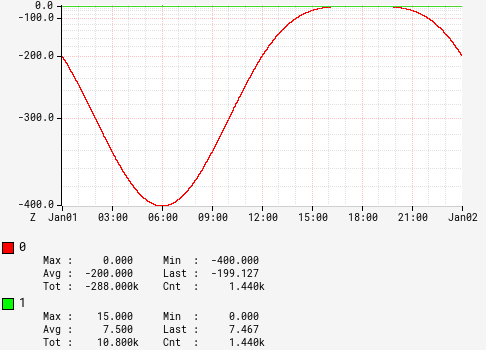 0.0
-100.0
-200.0
-300.0
-400.0
Z Jan01 03:00 06:00 09:00 12:00 15:00 18:00 21:00 Jan02
0
Max : 0.000 Min : -400.000
Avg : -200.000 Last : -199.127
Tot : -288.000k Cnt : 1.440k
1
Max : 15.000 Min : 0.000
Avg : 7.500 Last : 7.467
Tot : 10.800k Cnt : 1.440k